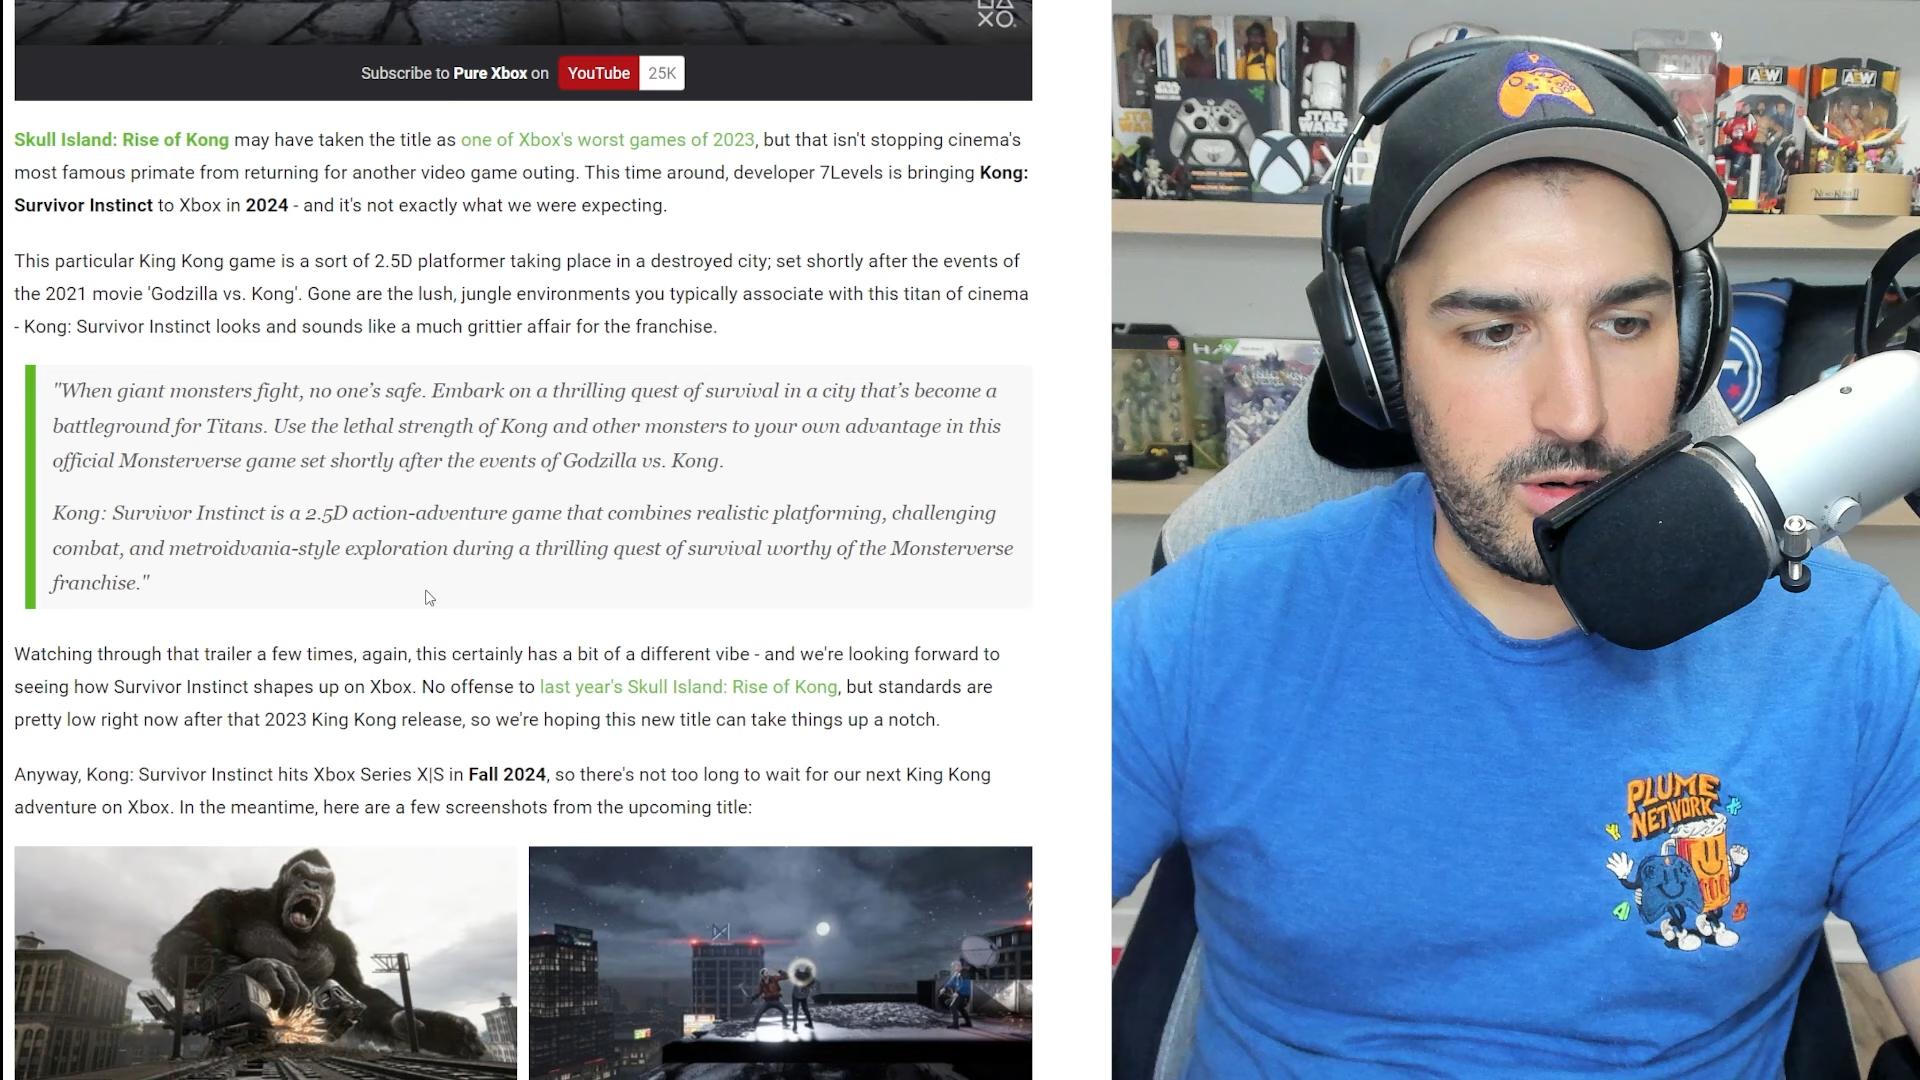 Subscribe to Pure Xbox on YouTube 25K
Skull Island: Rise of Kong may have taken the title as one of Xbox's worst games of 2023, but that isn't stopping cinema's
most famous primate from returning for another video game outing. This time around, developer 7Levels is bringing Kong:
Survivor Instinct to Xbox in 2024 - and it's not exactly what we were expecting.
This particular King Kong game is a sort of 2.5D platformer taking place in a destroyed city; set shortly after the events of
the 2021 movie 'Godzilla vs. Kong'. Gone are the lush, jungle environments you typically associate with this titan of cinema
- Kong: Survivor Instinct looks and sounds like a much grittier affair for the franchise.
"When giant monsters fight, no one’s safe. Embark on a thrilling quest of survival in a city that’s become a
battleground for Titans. Use the lethal strength of Kong and other monsters to your own advantage in this
official Monsterverse game set shortly after the events of Godzilla vs. Kong.
Kong: Survivor Instinct is a 2.5D action-adventure game that combines realistic platforming, challenging
combat, and metroidvania-style exploration during a thrilling quest of survival worthy of the Monsterverse
franchise."
Watching through that trailer a few times, again, this certainly has a bit of a different vibe - and we're looking forward to
seeing how Survivor Instinct shapes up on Xbox. No offense to last year's Skull Island: Rise of Kong, but standards are
pretty low right now after that 2023 King Kong release, so we're hoping this new title can take things up a notch.
Anyway, Kong: Survivor Instinct hits Xbox Series X|S in Fall 2024, so there's not too long to wait for our next King Kong
adventure on Xbox. In the meantime, here are a few screenshots from the upcoming title:
P
STAR WARS
STAR WARS
AEW
AEW
PLUME
NETWORK